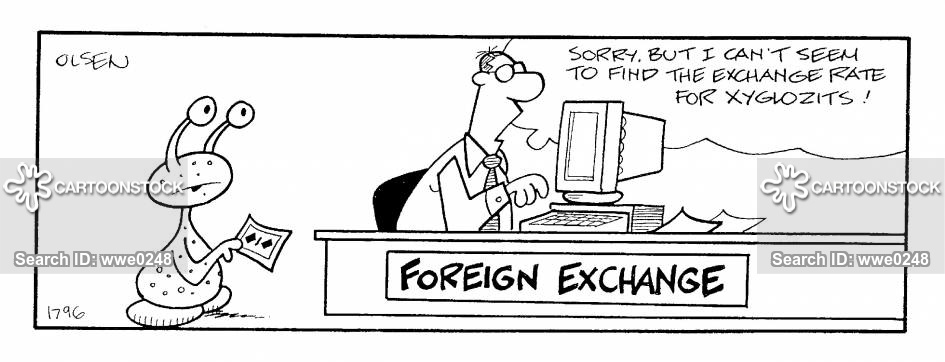 OLSEN
SORRY, BUT I CAN'T SEEM
TO FIND THE EXCHANGE RATE
FOR XYGLOZITS!
CARTOONSTOCK
Search ID: wwe0248
CARTOONSTOCK
Search ID: wwe0248
1
FOREIGN EXCHANGE
1796